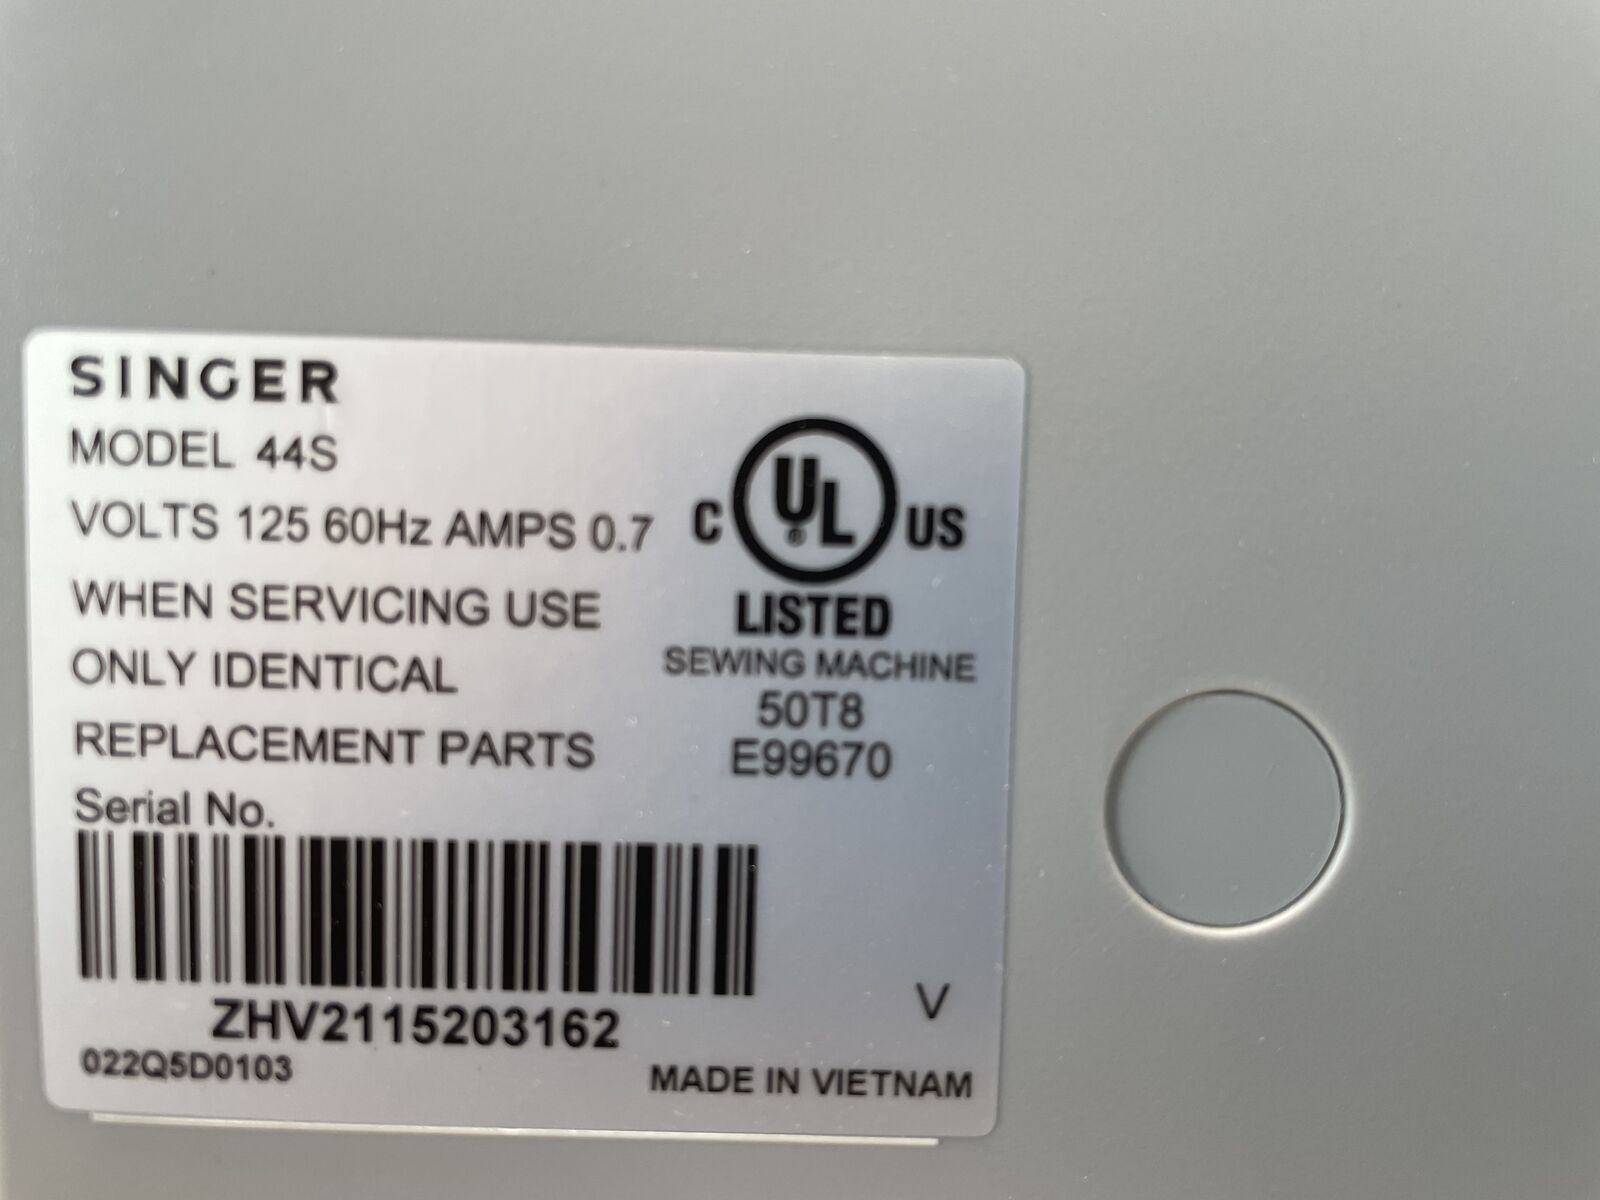 SINGER
MODEL 44S
VOLTS 125 60Hz AMPS 0.7
WHEN SERVICING USE
ONLY IDENTICAL
REPLACEMENT PARTS
Serial No.
ZHV2115203162
022Q5D0103
C UL® US
LISTED
SEWING MACHINE
50T8
E99670
V
MADE IN VIETNAM